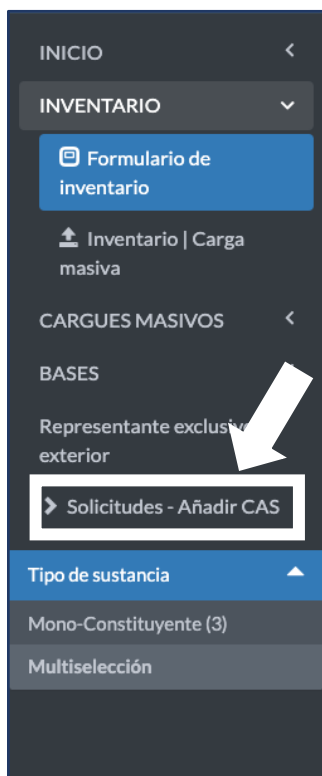 INICIO
INVENTARIO
Formulario de
inventario
Inventario | Carga
masiva
CARGUES MASIVOS
BASES
Representante
exterior
Solicitudes - Añadir CAS
Tipo de sustancia
Mono-Constituyente (3)
Multiselección